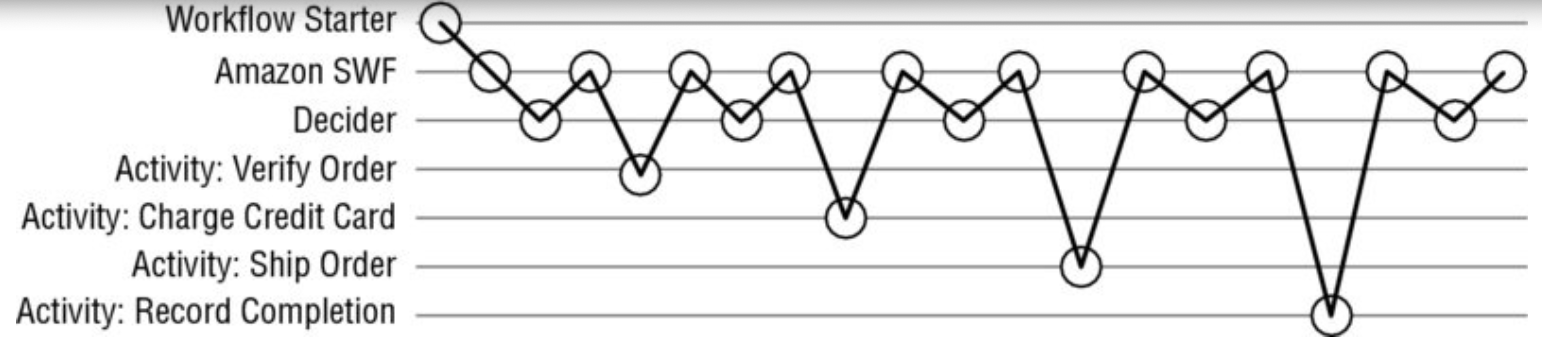 Workflow Starter
Amazon SWF
Decider
Activity: Verify Order
Activity: Charge Credit Card
Activity: Ship Order
Activity: Record Completion